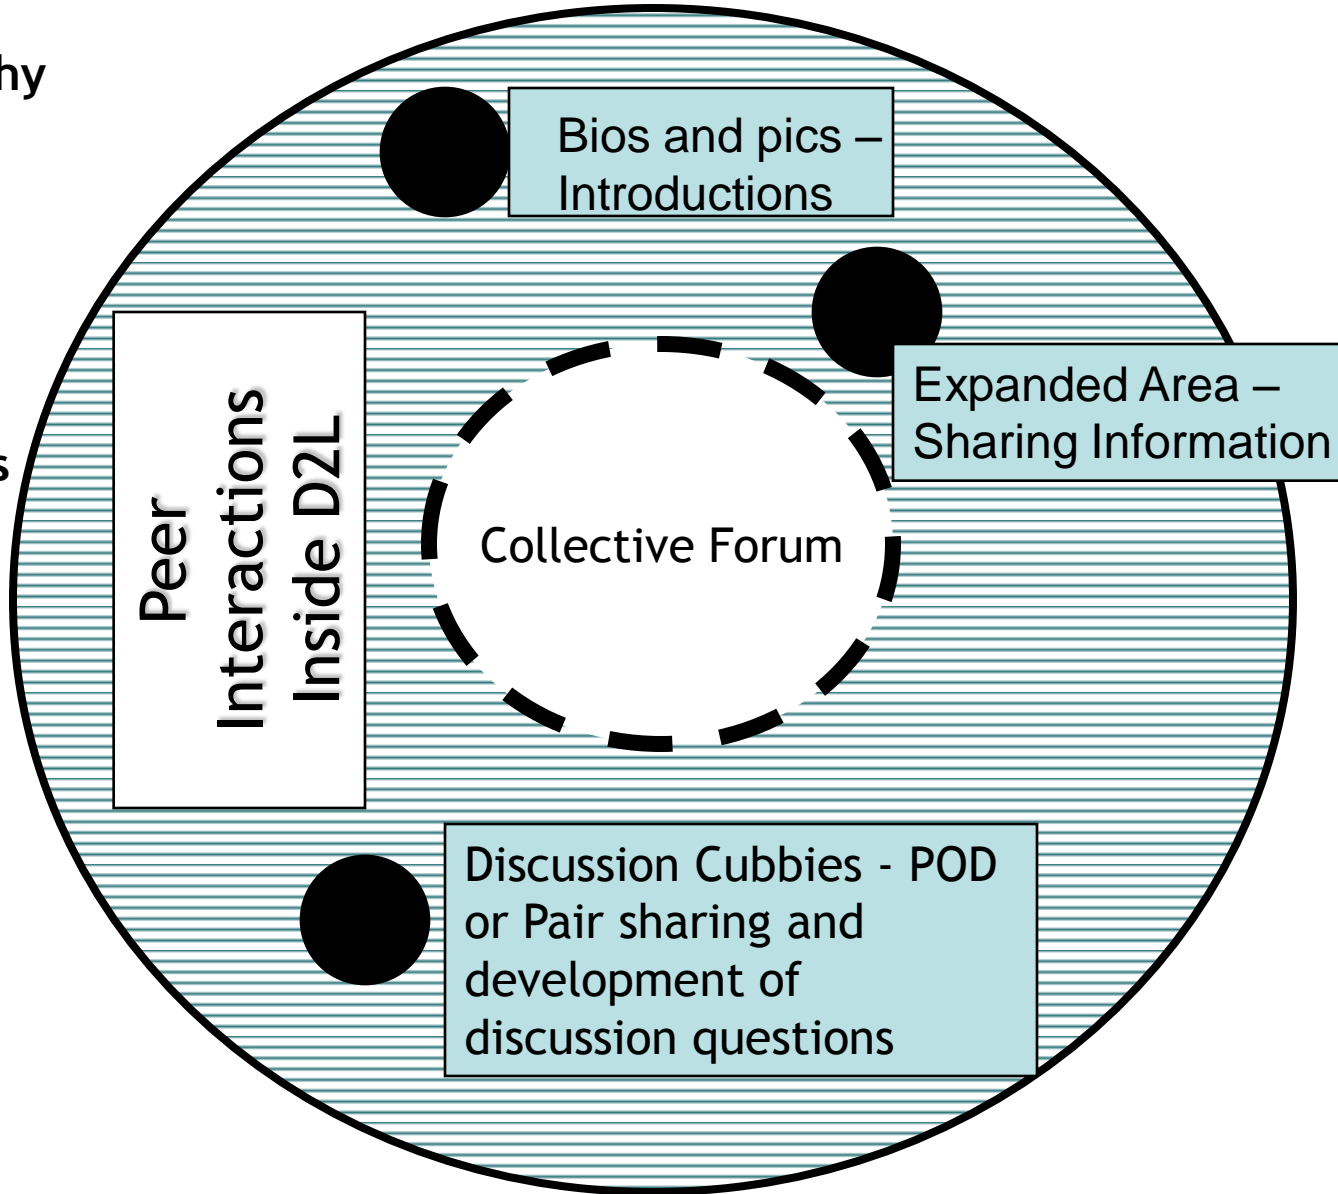 hy
Bios and pics –
Introductions
Expanded Area –
Sharing Information
s
Peer
Interactions
Inside D2L
Collective Forum
Discussion Cubbies - POD
or Pair sharing and
development of
discussion questions